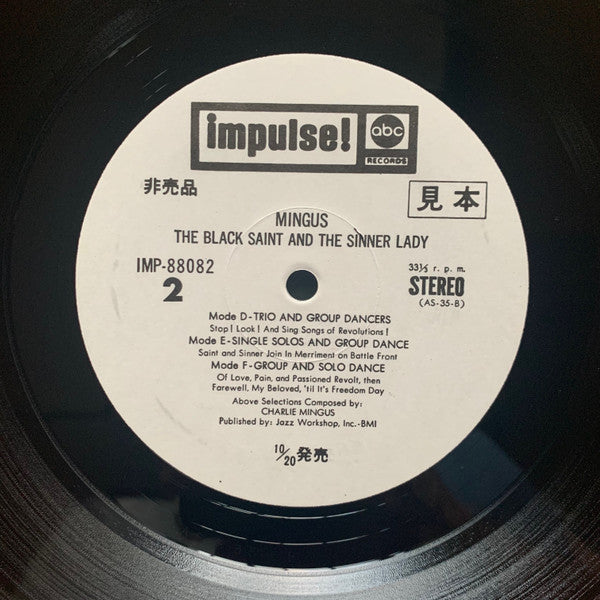 impulse!
abc
RECORDS
非売品
見本
MINGUS
THE BLACK SAINT AND THE SINNER LADY
IMP-88082
33⅓ r. p. m.
2
STEREO
(AS-35-B)
Mode D-TRIO AND GROUP DANCERS
Stop! Look! And Sing Songs of Revolutions!
Mode E-SINGLE SOLOS AND GROUP DANCE
Saint and Sinner Join In Merriment on Battle Front
Mode F-GROUP AND SOLO DANCE
Of Love, Pain, and Passioned Revolt, then
Farewell, My Beloved, 'til It's Freedom Day
Above Selections Composed by:
CHARLIE MINGUS
Published by: Jazz Workshop, Inc.-BMI
10/20発売